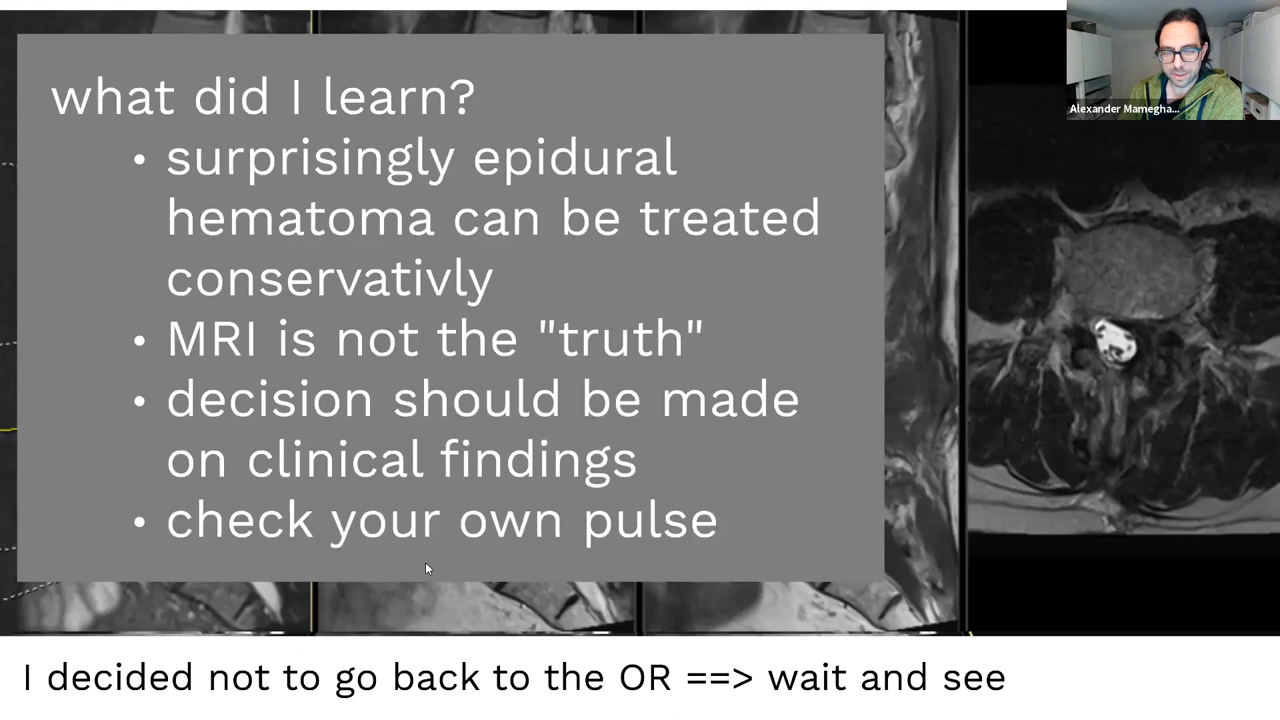 what did I learn?
• surprisingly epidural
hematoma can be treated
conservativly
• MRI is not the "truth"
• decision should be made
on clinical findings
• check your own pulse
Alexander Mamegha...
I decided not to go back to the OR ==> wait and see